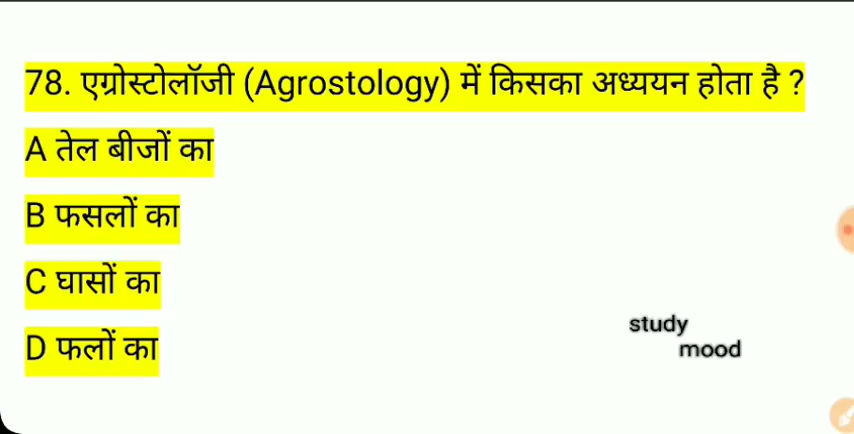 78. एग्रोस्टोलॉजी (Agrostology) में किसका अध्ययन होता है ?
A तेल बीजों का
B फसलों का
C घासों का
D फलों का
study
mood